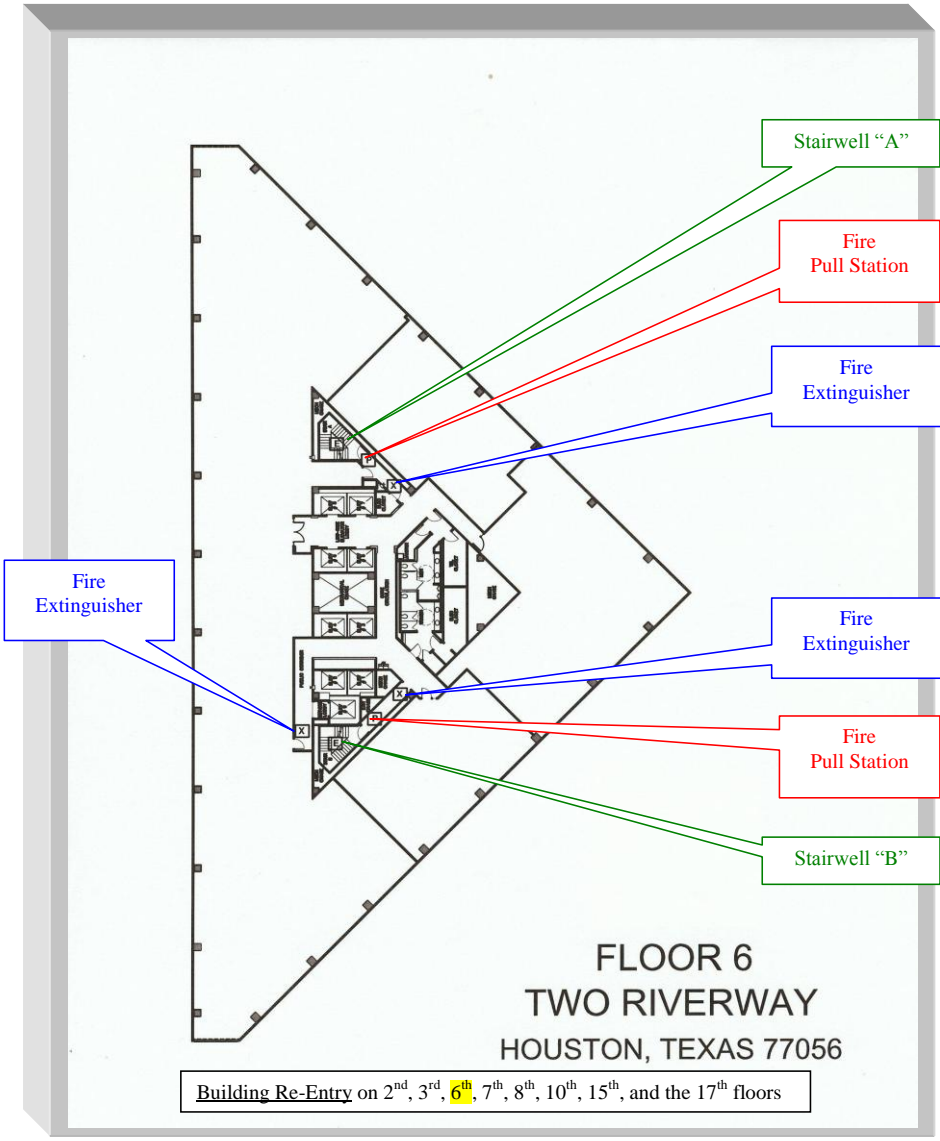 Stairwell “A”
Fire
Pull Station
Fire
Extinguisher
Fire
Extinguisher
Fire
Extinguisher
Fire
Pull Station
Stairwell “B”
P
X
X
P
X
FLOOR 6
TWO RIVERWAY
HOUSTON, TEXAS 77056
Building Re-Entry on 2nd, 3rd, 6th, 7th, 8th, 10th, 15th, and the 17th floors